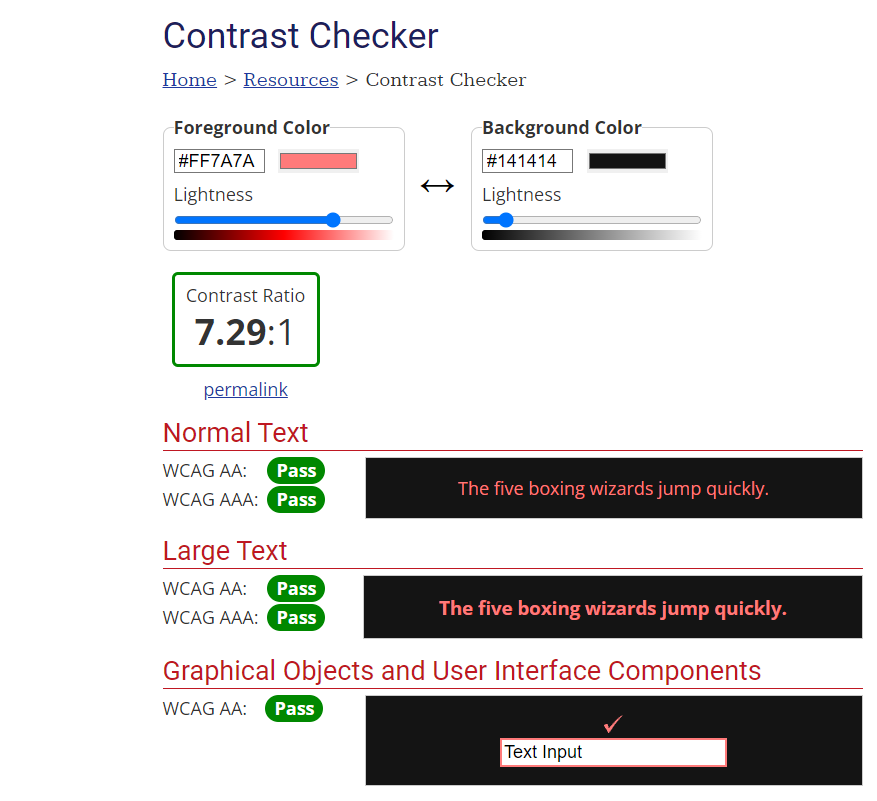 Contrast Checker
Home > Resources > Contrast Checker
Foreground Color
#FF7A7A
Lightness
Background Color
#141414
Lightness
Contrast Ratio
7.29:1
permalink
Normal Text
WCAG AA: Pass
WCAG AAA: Pass
The five boxing wizards jump quickly.
Large Text
WCAG AA: Pass
WCAG AAA: Pass
The five boxing wizards jump quickly.
Graphical Objects and User Interface Components
WCAG AA: Pass
Text Input